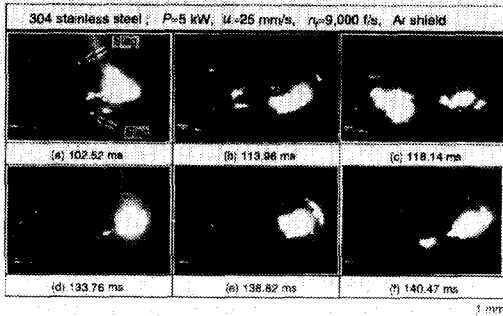 304 stainless steel ; P=5 kW, u=25 mm/s, nf=9,000 f/s, Ar shield
(a) 102.52 ms
(b) 113.96 ms
(c) 118.14 ms
(d) 133.76 ms
(e) 138.82 ms
(f) 140.47 ms
1 mm